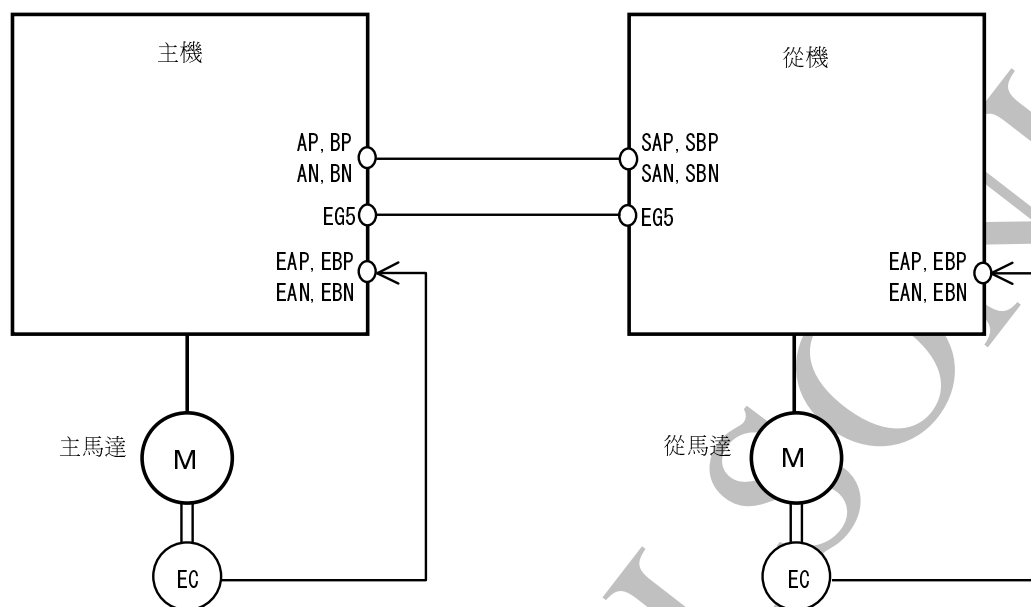 主機
AP, BP
AN, BN
EG5
EAP, EBP
EAN, EBN
主馬達
M
EC
從機
SAP, SBP
SAN, SBN
EG5
EAP, EBP
EAN, EBN
從馬達
M
EC